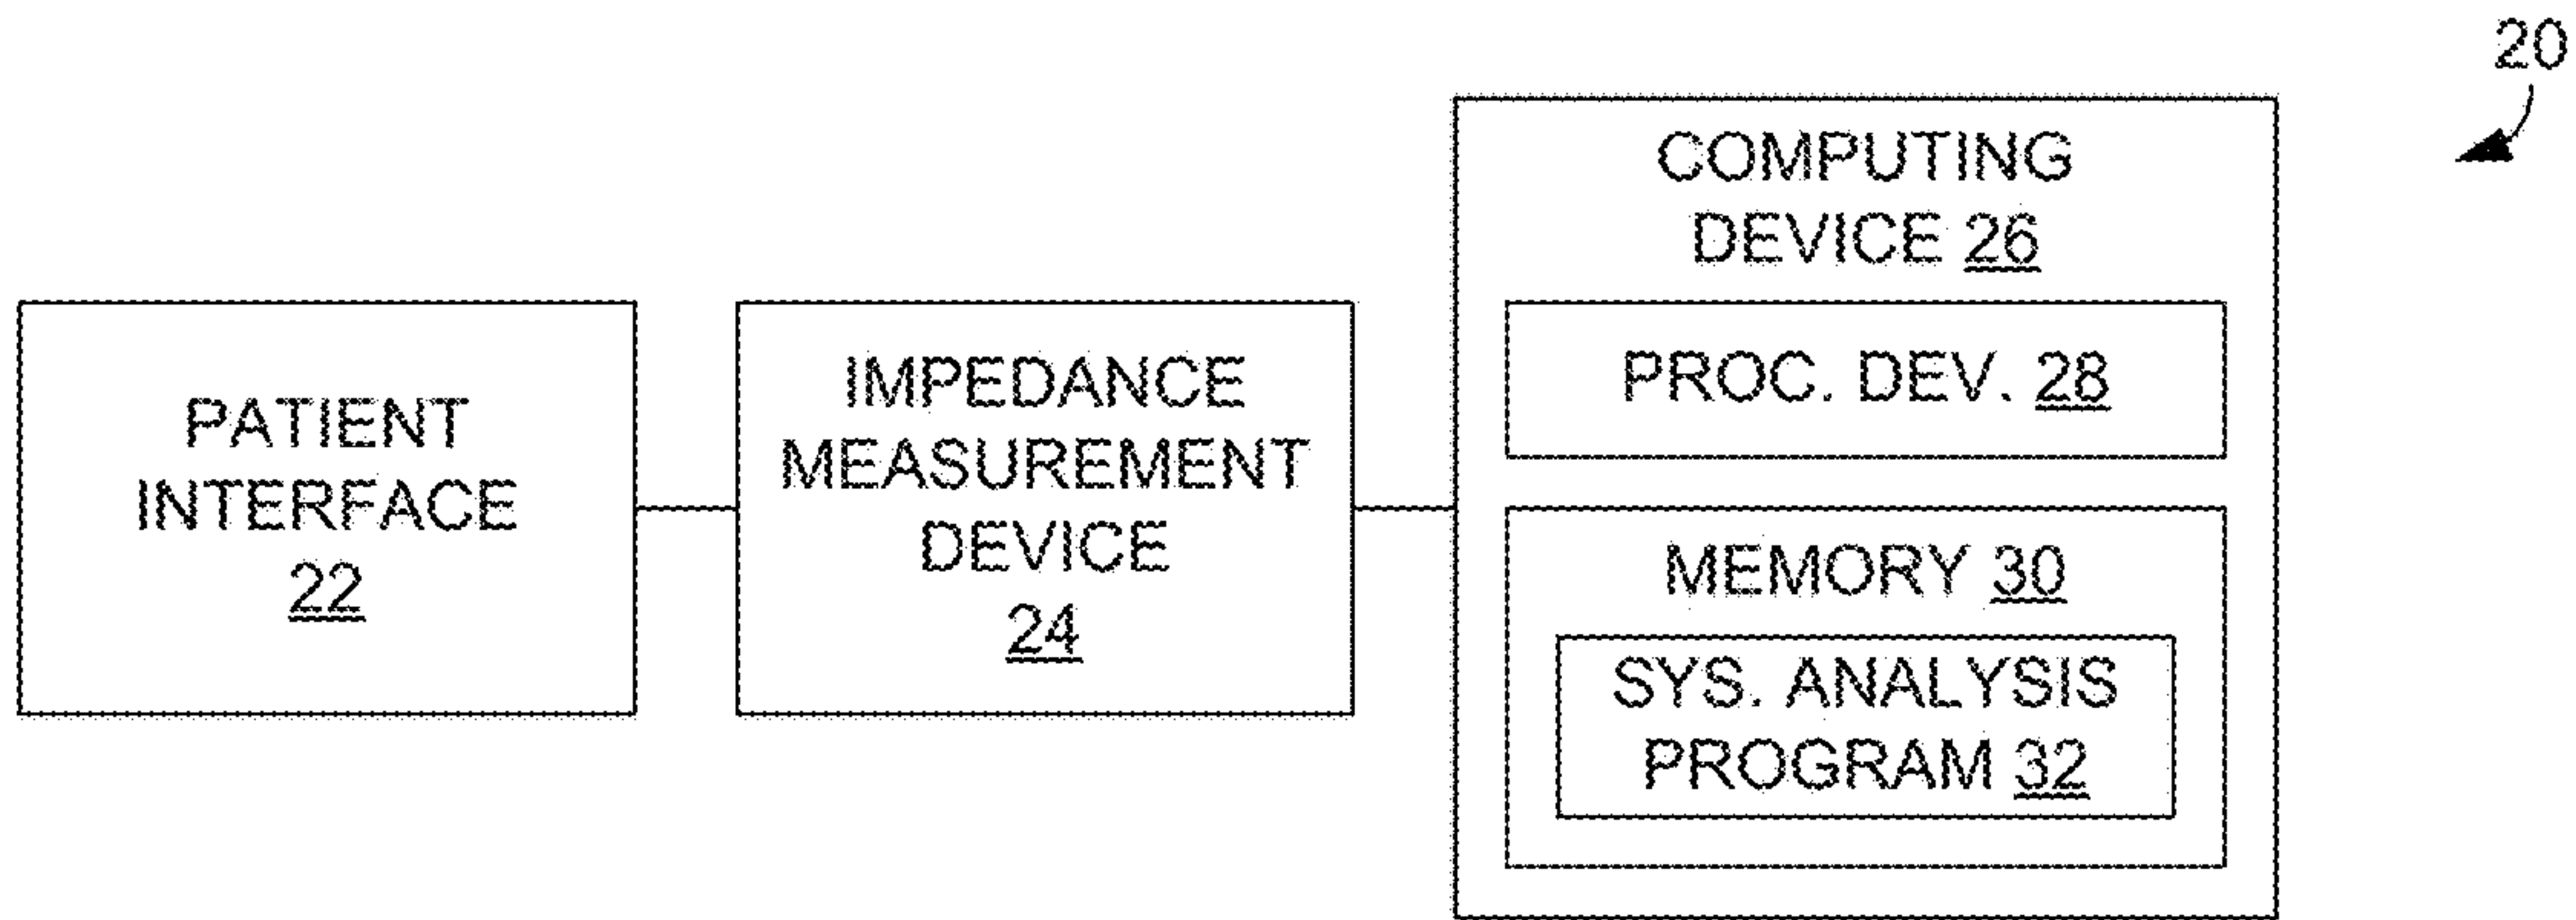 20
PATIENT
INTERFACE
22
IMPEDANCE
MEASUREMENT
DEVICE
24
COMPUTING
DEVICE 26
PROC. DEV. 28
MEMORY 30
SYS. ANALYSIS
PROGRAM 32